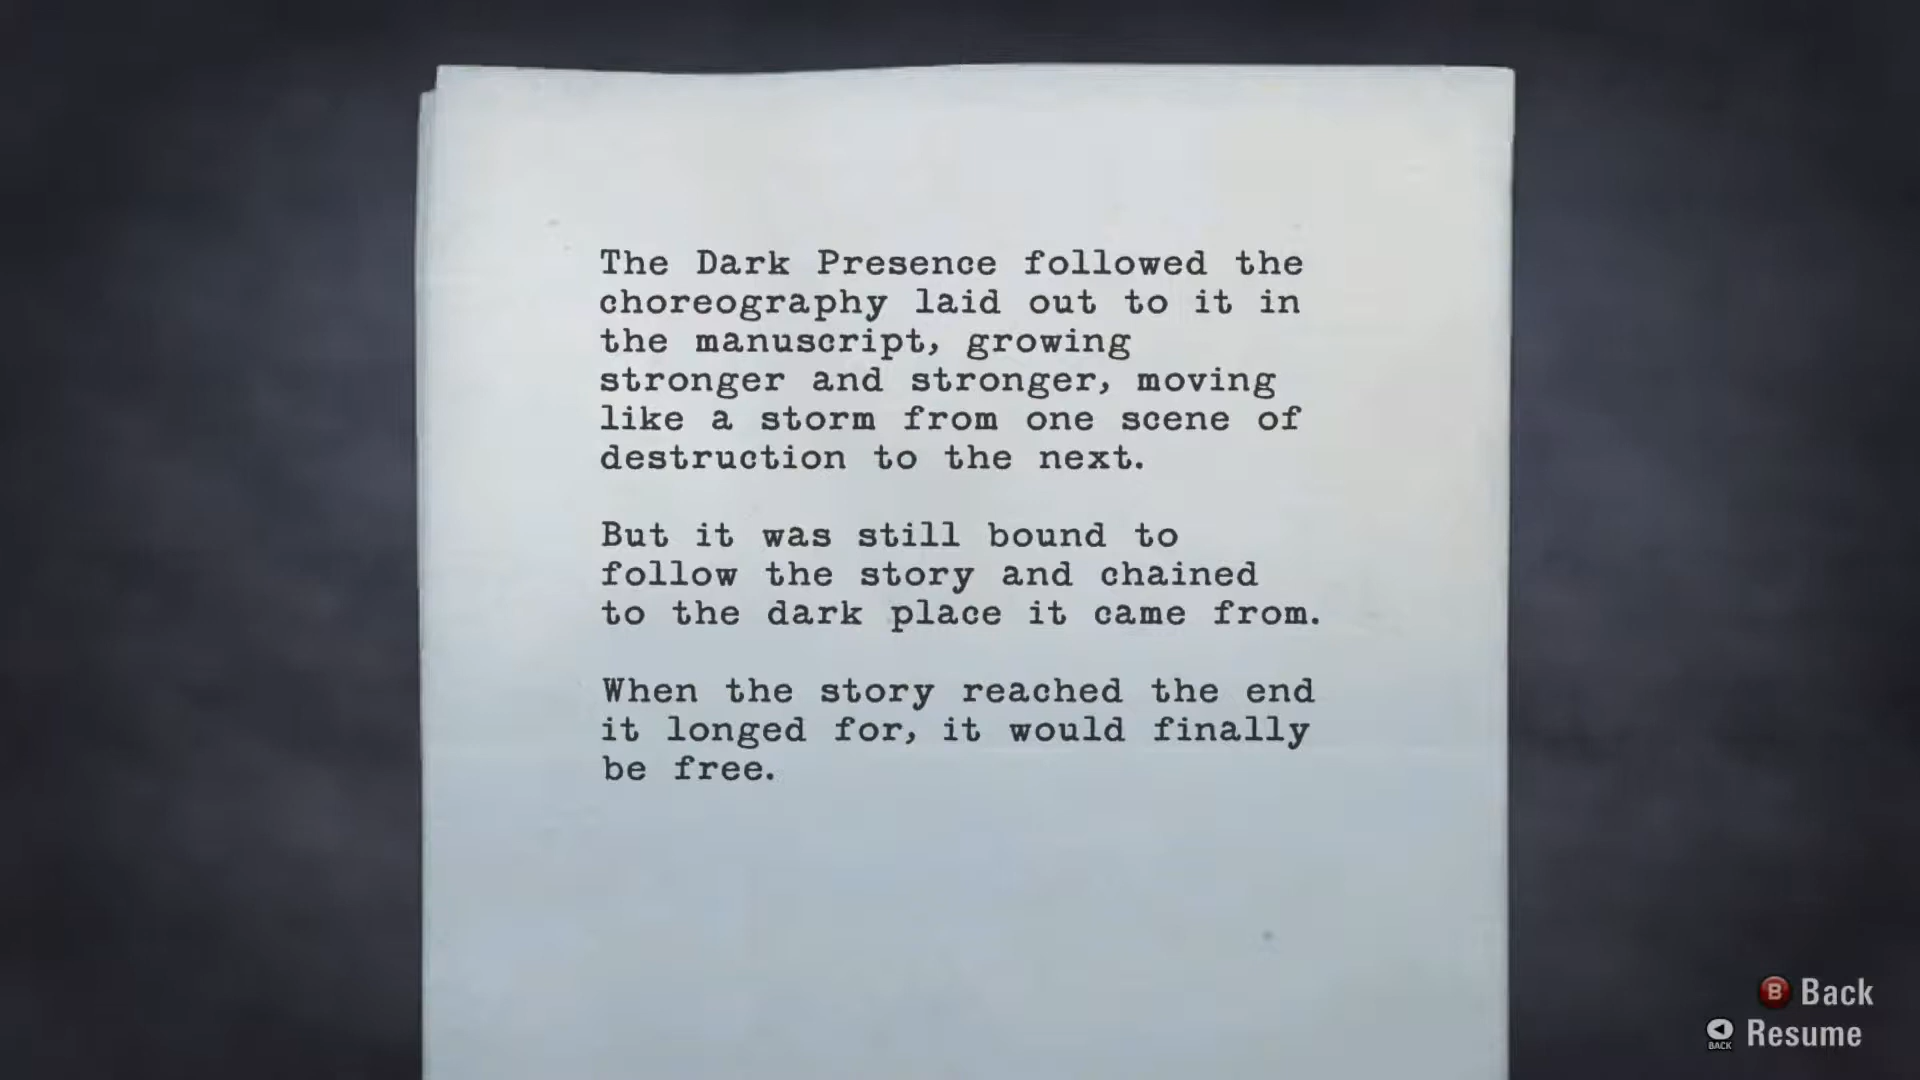 The Dark Presence followed the
choreography laid out to it in
the manuscript, growing
stronger and stronger, moving
like a storm from one scene of
destruction to the next.
But it was still bound to
follow the story and chained
to the dark place it came from.
When the story reached the end
it longed for, it would finally
be free.
B Back
BACK Resume